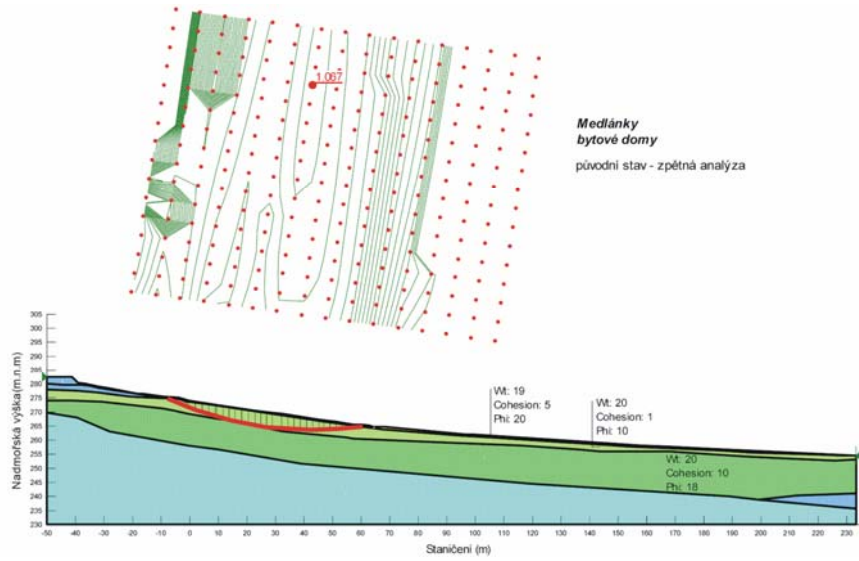 1.067
Medlánky
bytové domy
původní stav - zpětná analýza
Nadmořská výška(m.n.m)
305
300
295
290
285
280
275
270
265
260
255
250
245
240
235
230
Wt: 19
Cohesion: 5
Phi: 20
Wt: 20
Cohesion: 1
Phi: 10
Wt: 20
Cohesion: 10
Phi: 18
-50 -40 -30 -20 -10 0 10 20 30 40 50 60 70 80 90 100 110 120 130 140 150 160 170 180 190 200 210 220 230
Staničení (m)